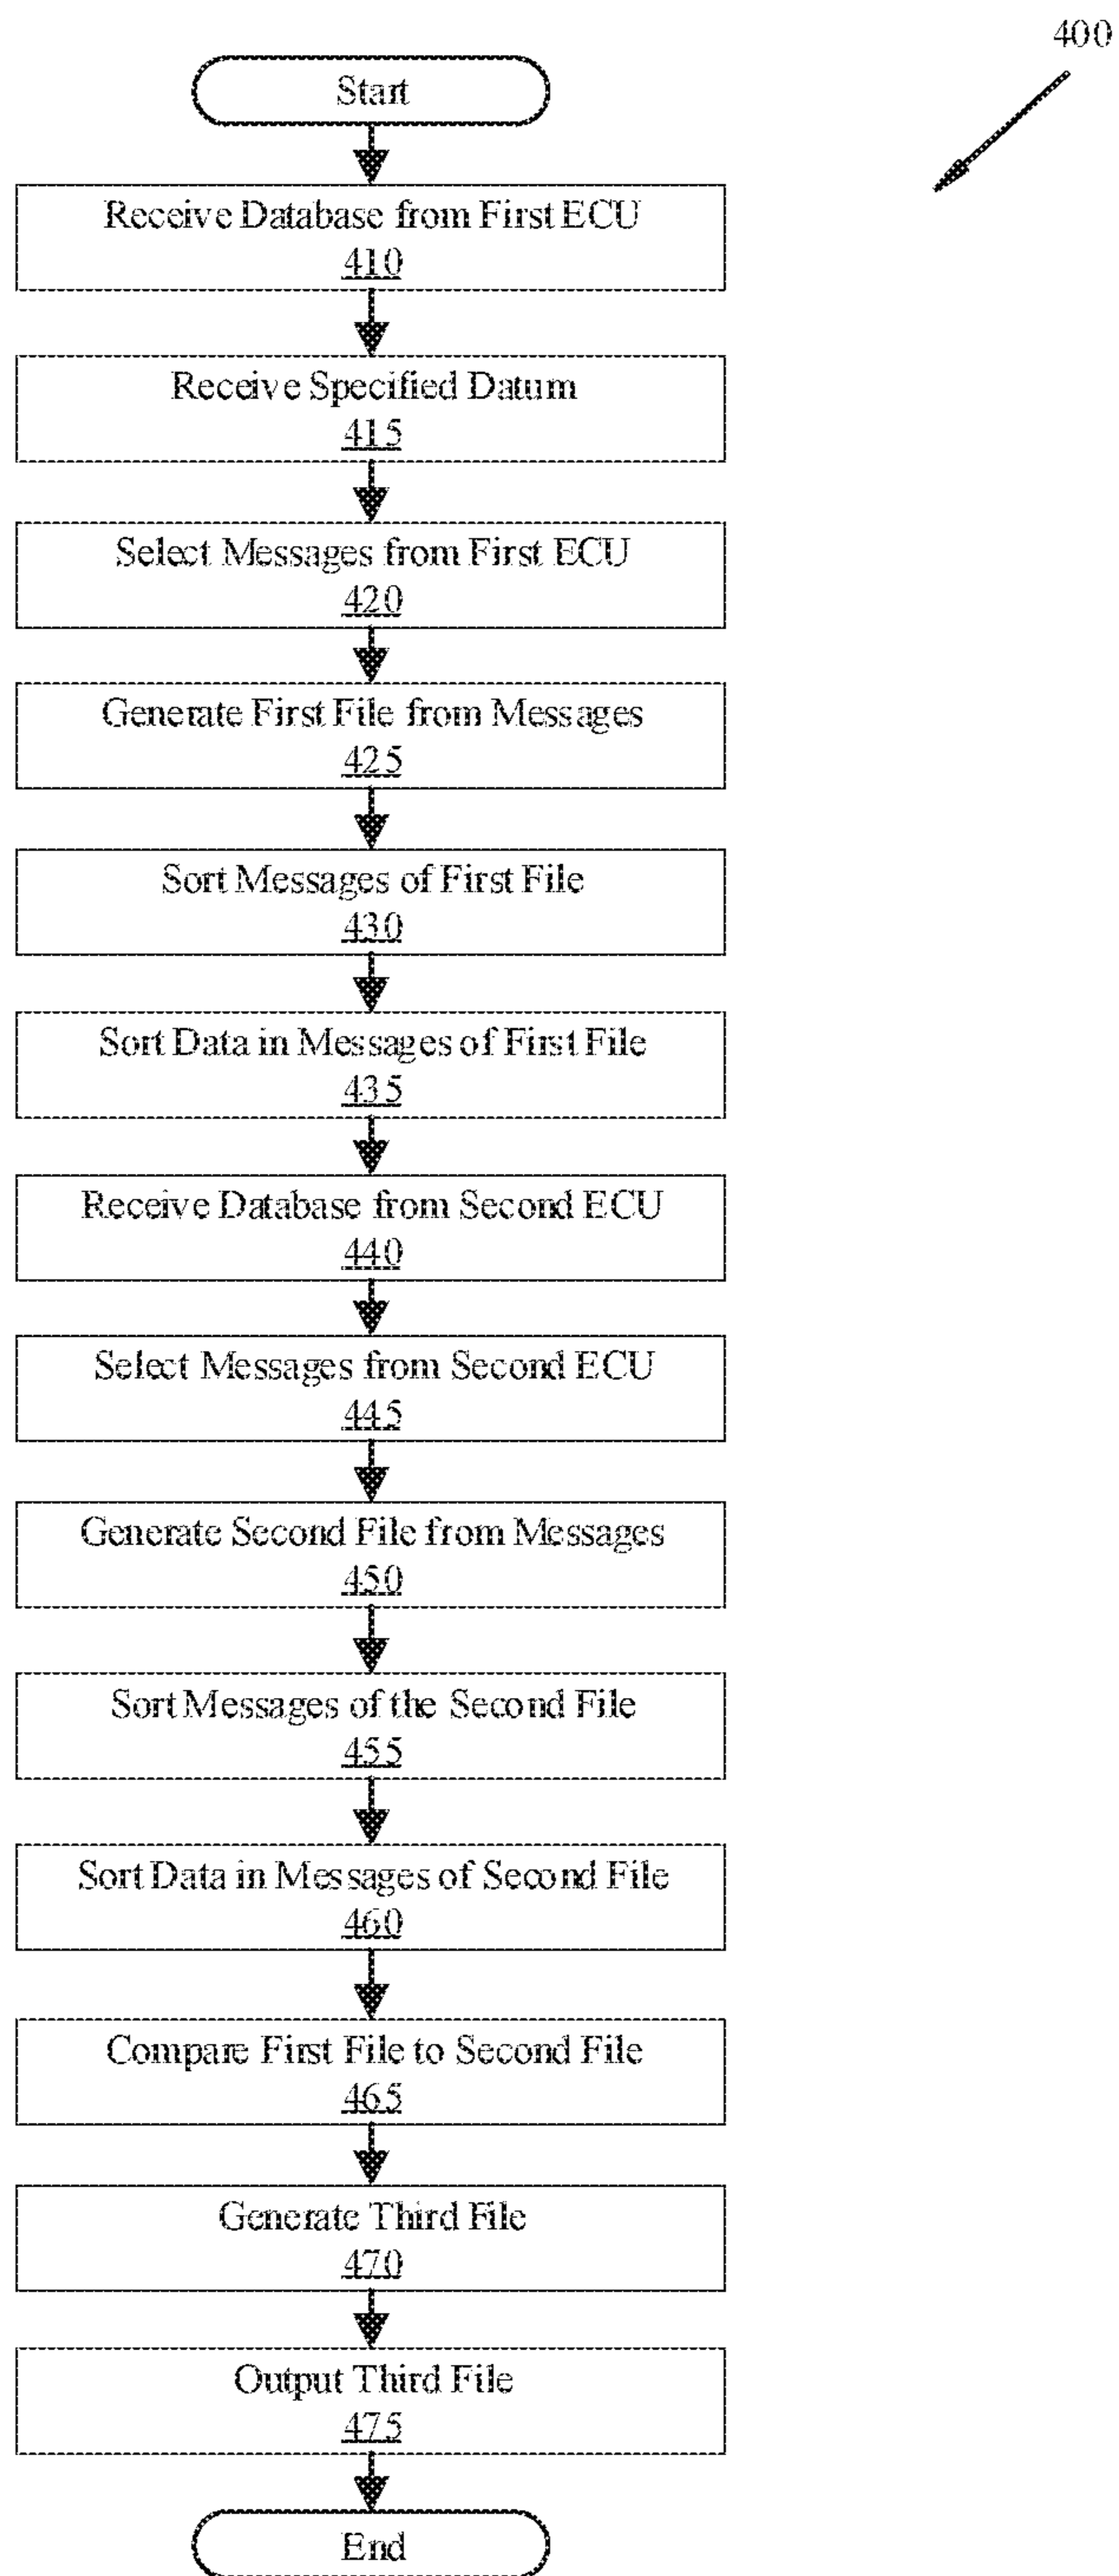 400
Start
Receive Database from First ECU
410
Receive Specified Datum
415
Select Messages from First ECU
420
Generate First File from Messages
425
Sort Messages of First File
430
Sort Data in Messages of First File
435
Receive Database from Second ECU
440
Select Messages from Second ECU
445
Generate Second File from Messages
450
Sort Messages of the Second File
455
Sort Data in Messages of Second File
460
Compare First File to Second File
465
Generate Third File
470
Output Third File
475
End